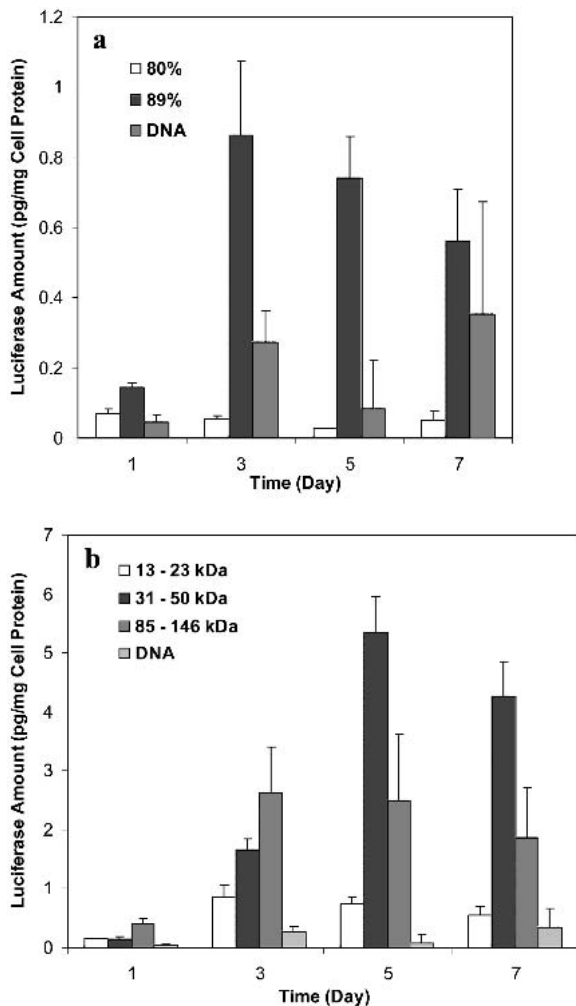 a
80%
89%
DNA
Luciferase Amount (pg/mg Cell Protein)
1.2
1
0.8
0.6
0.4
0.2
0
1 3 5 7
Time (Day)
b
13 - 23 kDa
31 - 50 kDa
85 - 146 kDa
DNA
Luciferase Amount (pg/mg Cell Protein)
7
6
5
4
3
2
1
0
1 3 5 7
Time (Day)